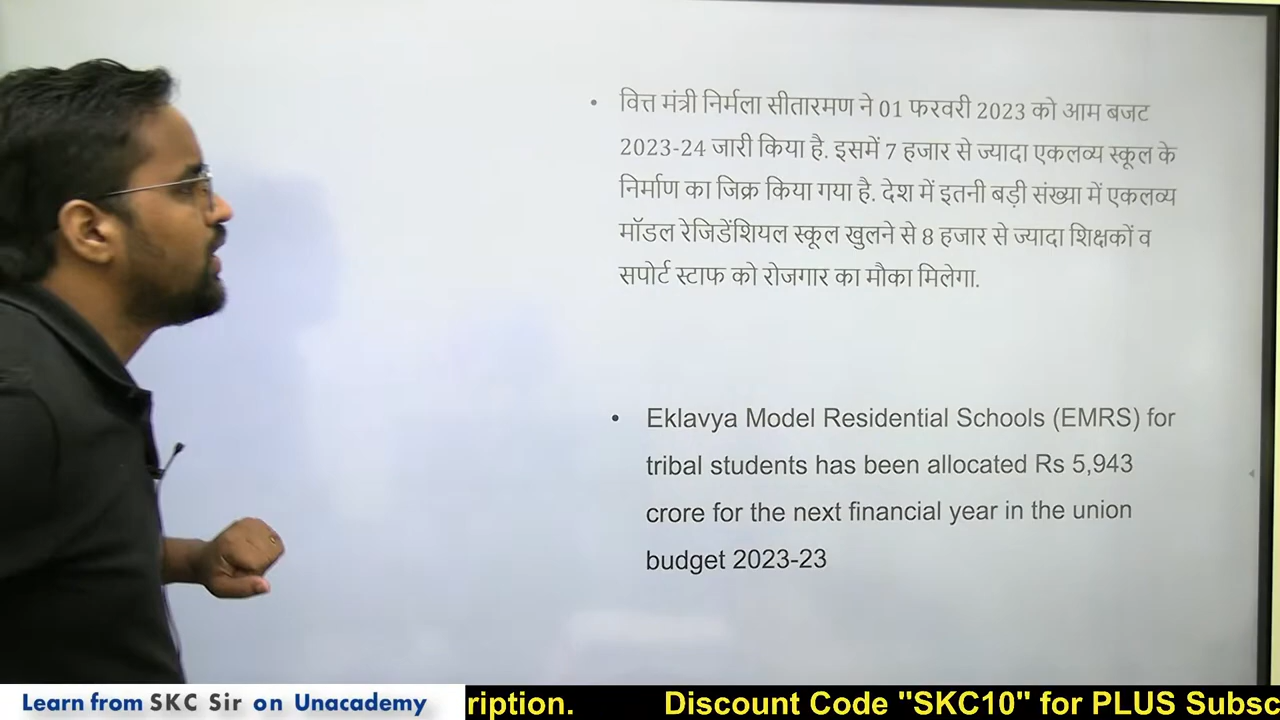 • वित्त मंत्री निर्मला सीतारमण ने 01 फरवरी 2023 को आम बजट
2023-24 जारी किया है. इसमें 7 हजार से ज्यादा एकलव्य स्कूल के
निर्माण का जिक्र किया गया है. देश में इतनी बड़ी संख्या में एकलव्य
मॉडल रेजिडेंशियल स्कूल खुलने से 8 हजार से ज्यादा शिक्षकों व
सपोर्ट स्टाफ को रोजगार का मौका मिलेगा.
• Eklavya Model Residential Schools (EMRS) for
tribal students has been allocated Rs 5,943
crore for the next financial year in the union
budget 2023-23
Learn from SKC Sir on Unacademy
ription. Discount Code "SKC10" for PLUS Subsc